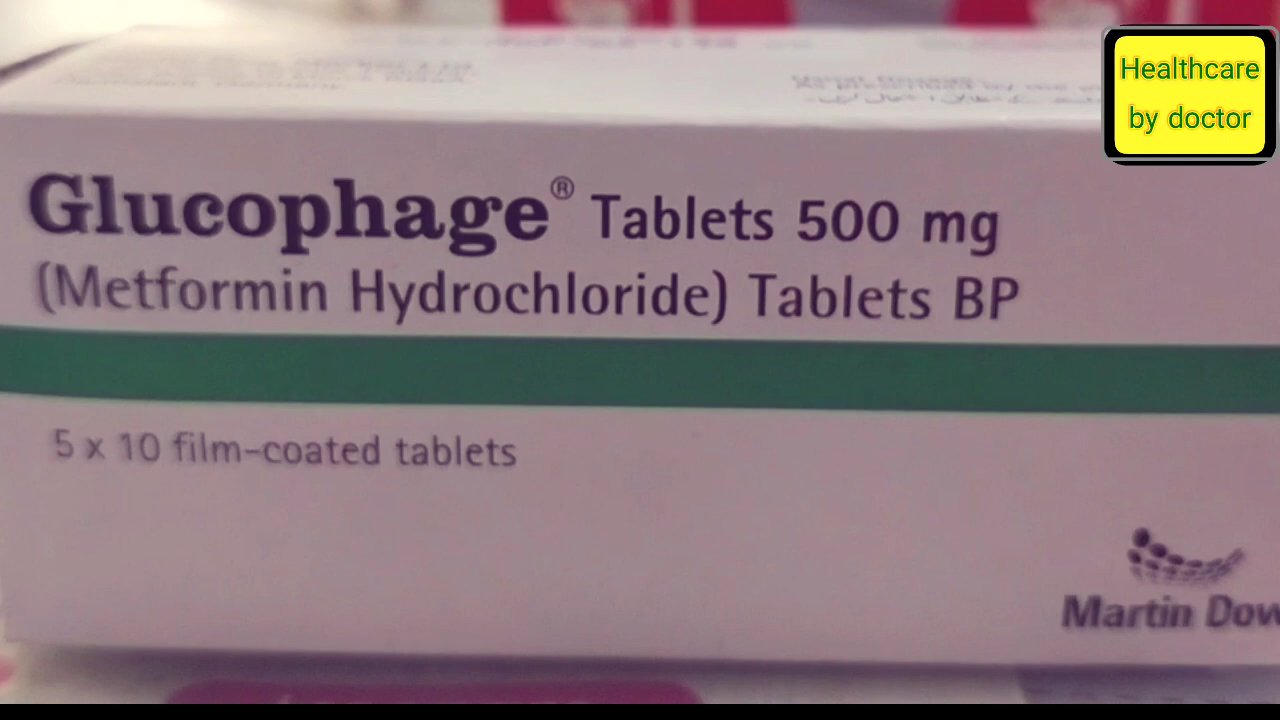 Healthcare
by doctor
Glucophage® Tablets 500 mg
(Metformin Hydrochloride) Tablets BP
5 x 10 film-coated tablets
Martin Dow